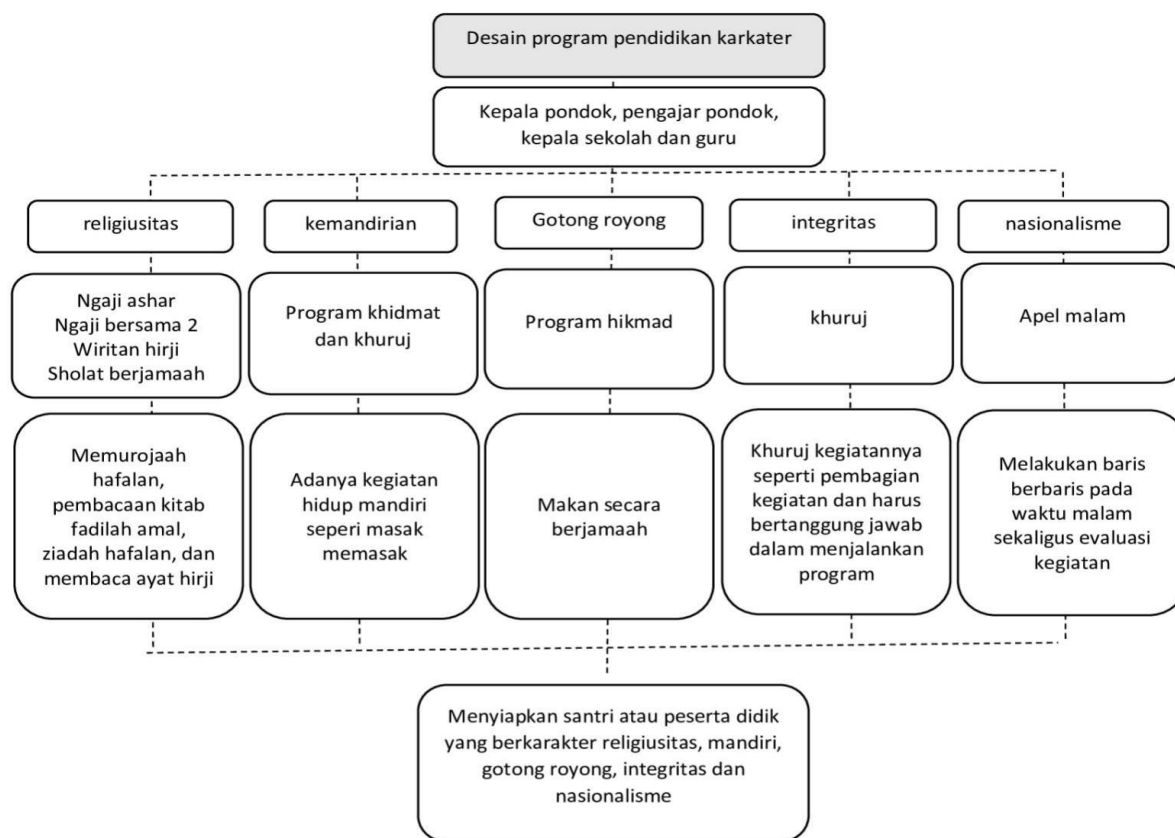 Desain program pendidikan karkater
Kepala pondok, pengajar pondok,
kepala sekolah dan guru
religiusitas
kemandirian
Gotong royong
integritas
nasionalisme
Ngaji ashar
Ngaji bersama 2
Wiritan hirji
Sholat berjamaah
Program khidmat
dan khuruj
Program hikmad
khuruj
Apel malam
Memurojaah
hafalan,
pembacaan kitab
fadilah amal,
ziadah hafalan, dan
membaca ayat hirji
Adanya kegiatan
hidup mandiri
seperi masak
memasak
Makan secara
berjamaah
Khuruj kegiatannya
seperti pembagian
kegiatan dan harus
bertanggung jawab
dalam menjalankan
program
Melakukan baris
berbaris pada
waktu malam
sekaligus evaluasi
kegiatan
Menyiapkan santri atau peserta didik
yang berkarakter religiusitas, mandiri,
gotong royong, integritas dan
nasionalisme